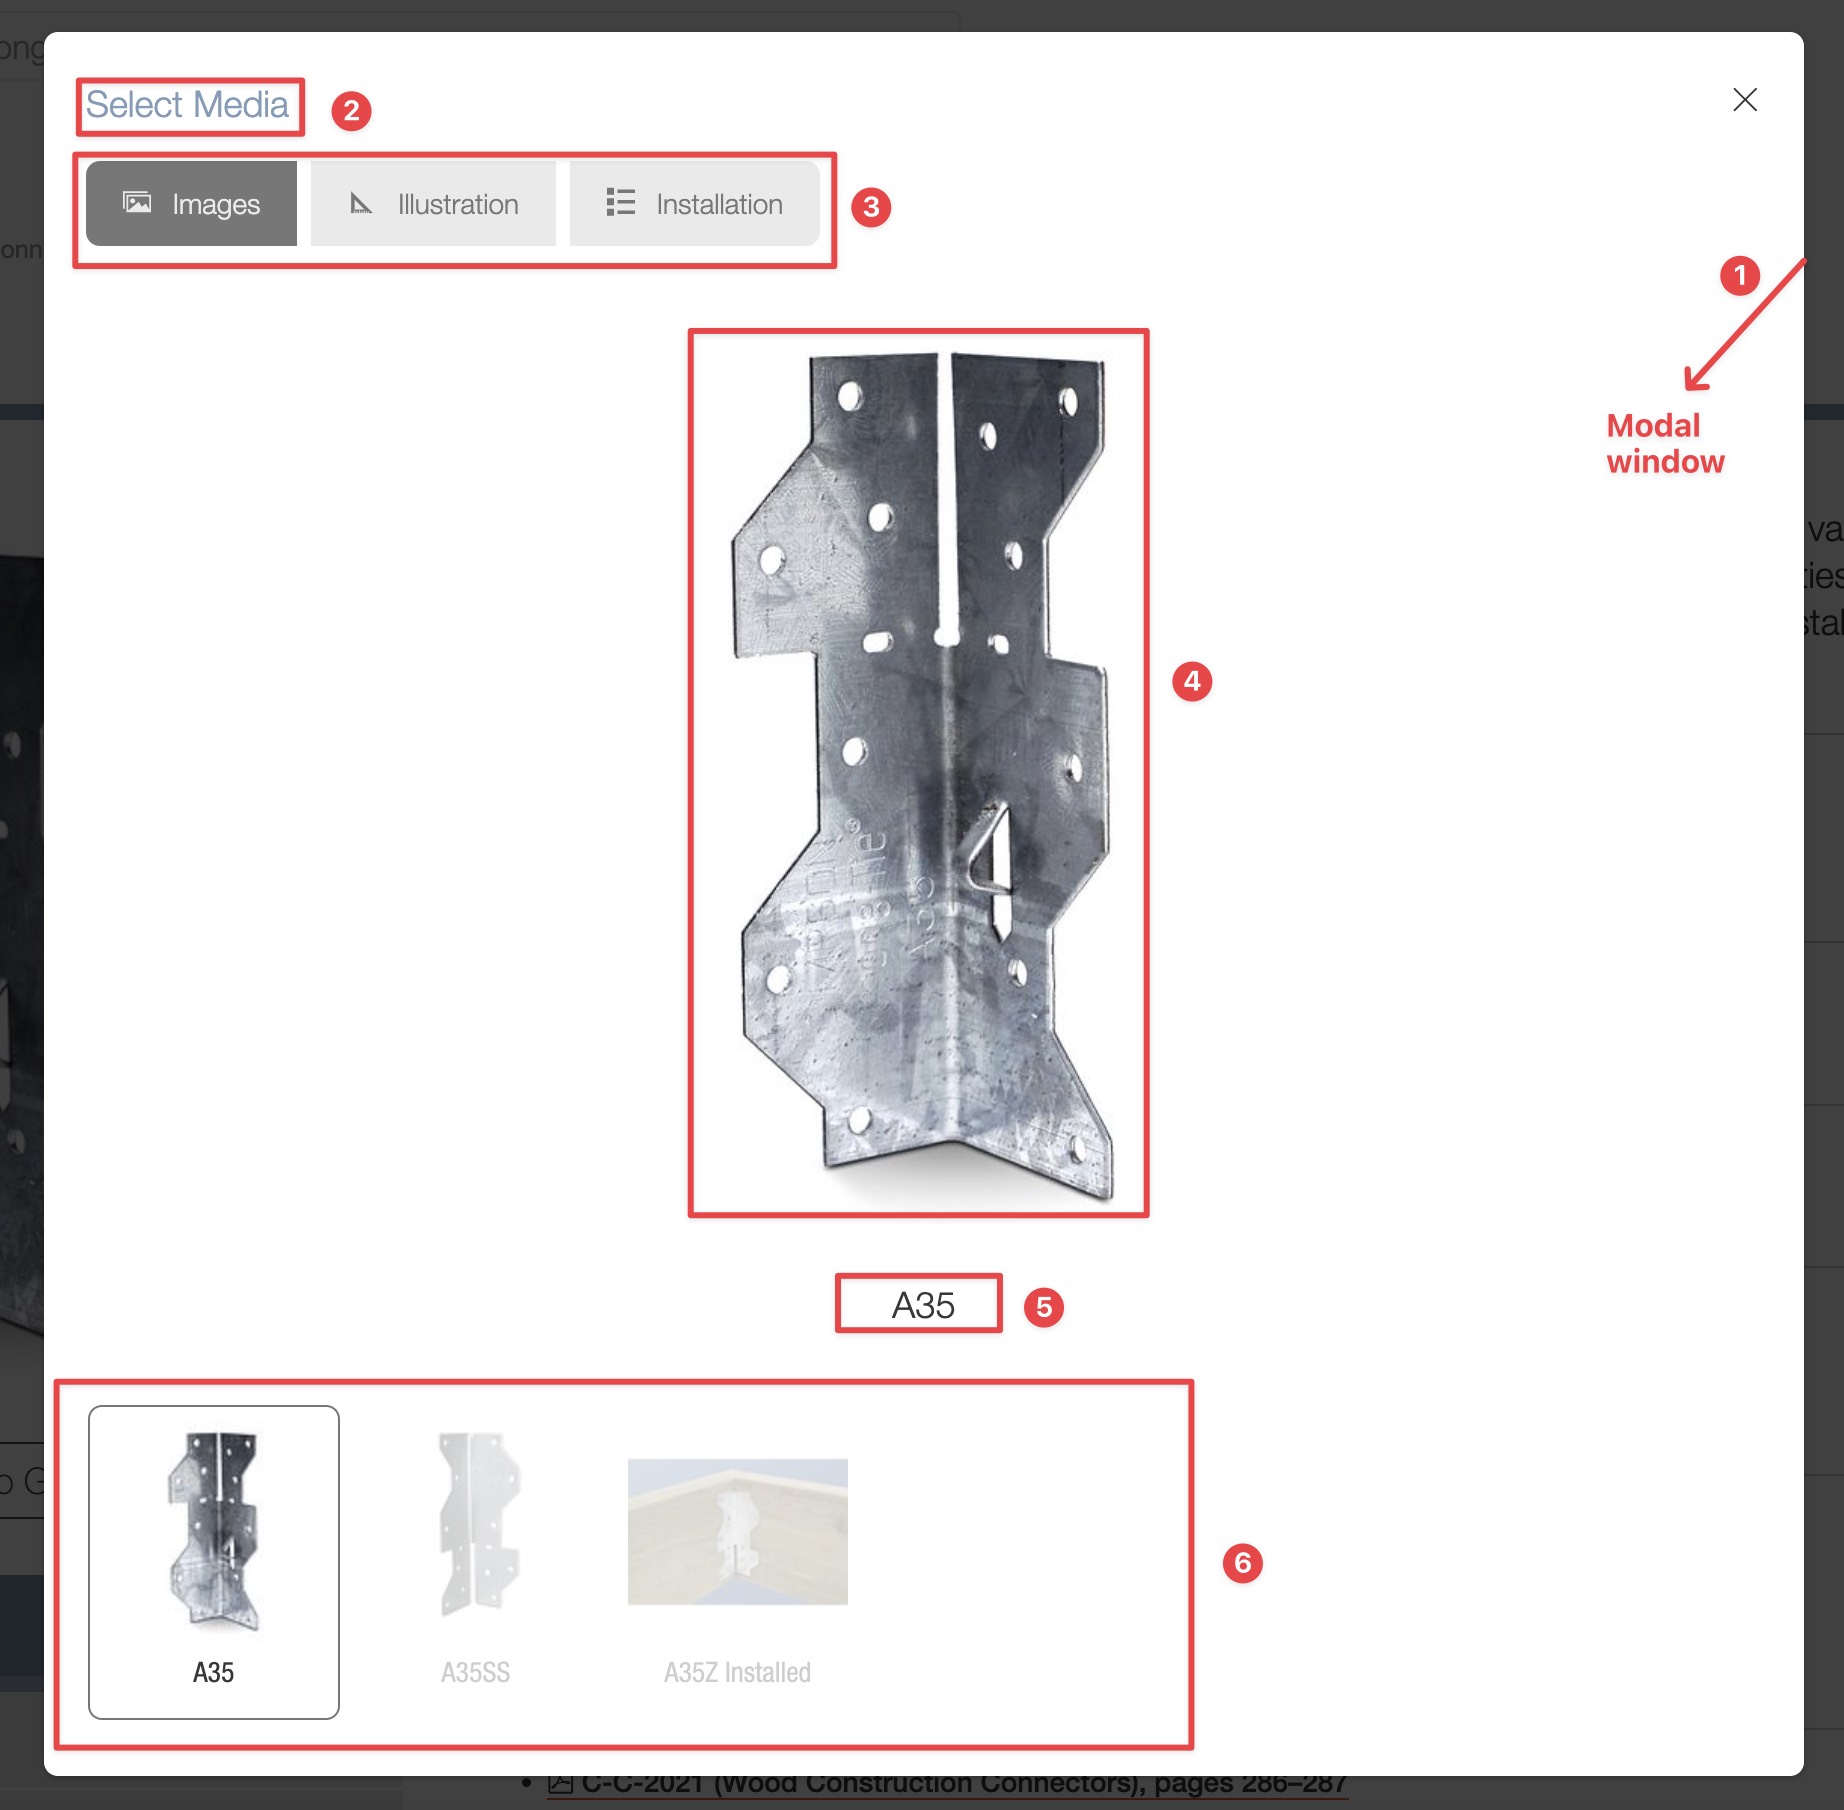 ong
Select Media
2
Images
Illustration
Installation
3
onn
1
Modal
window
va
ties
stal
4
A35
5
o G
A35
A35SS
A35Z Installed
6
• C-C-2021 (Wood Construction Connectors), pages 286–287